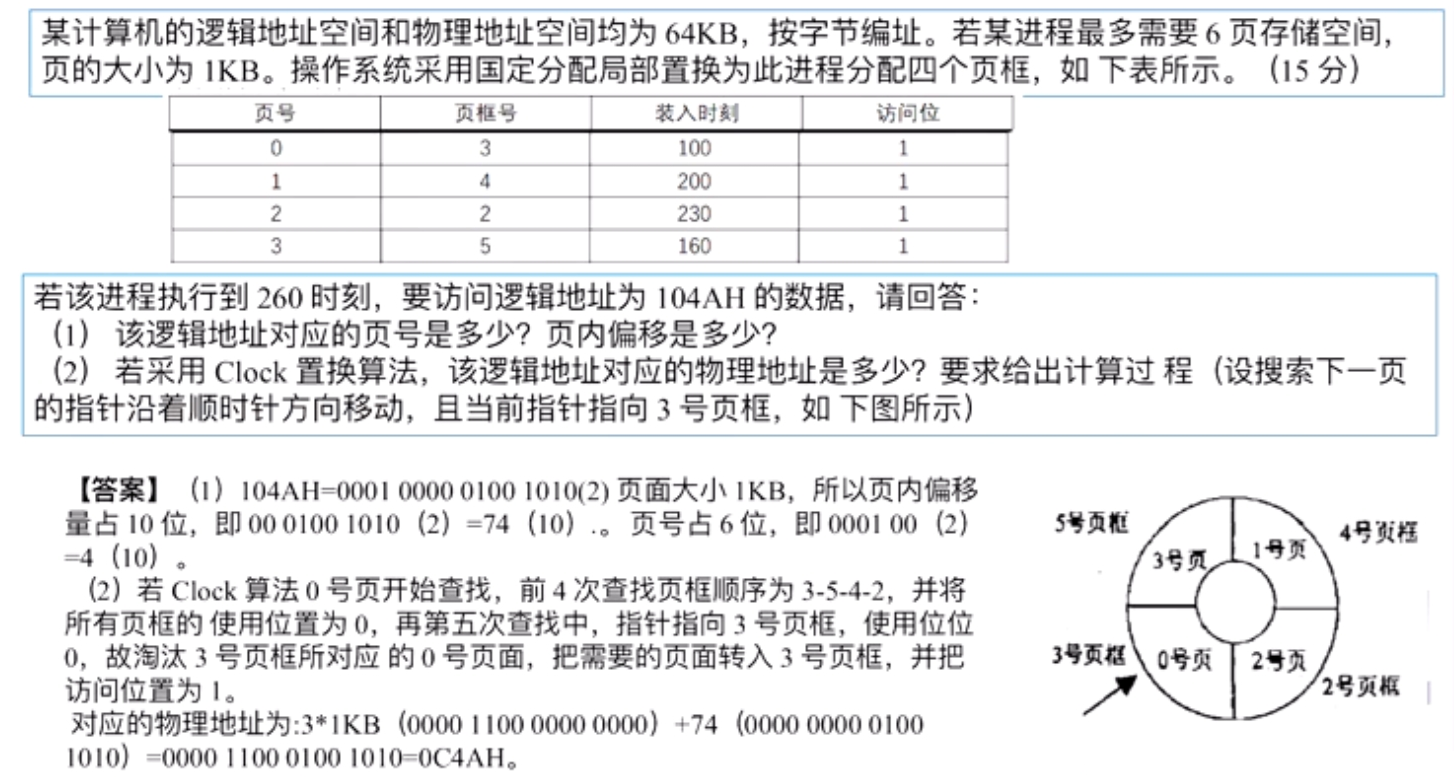 某计算机的逻辑地址空间和物理地址空间均为 64KB，按字节编址。若某进程最多需要 6 页存储空间，
页的大小为 1KB。操作系统采用国定分配局部置换为此进程分配四个页框，如 下表所示。（15 分）
页号 页框号 装入时刻 访问位
0 3 100 1
1 4 200 1
2 2 230 1
3 5 160 1
若该进程执行到 260 时刻，要访问逻辑地址为 104AH 的数据，请回答：
（1） 该逻辑地址对应的页号是多少？页内偏移是多少？
（2） 若采用 Clock 置换算法，该逻辑地址对应的物理地址是多少？要求给出计算过 程（设搜索下一页
的指针沿着顺时针方向移动，且当前指针指向 3 号页框，如 下图所示）
【答案】（1）104AH=0001 0000 0100 1010(2) 页面大小 1KB，所以页内偏移
量占 10 位，即 00 0100 1010（2）=74（10）.。页号占 6 位，即 0001 00（2）
=4（10）。
（2）若 Clock 算法 0 号页开始查找，前 4 次查找页框顺序为 3-5-4-2，并将
所有页框的 使用位置为 0，再第五次查找中，指针指向 3 号页框，使用位位
0，故淘汰 3 号页框所对应 的 0 号页面，把需要的页面转入 3 号页框，并把
访问位置为 1。
对应的物理地址为:3*1KB（0000 1100 0000 0000）+74（0000 0000 0100
1010）=0000 1100 0100 1010=0C4AH。
5号页框
4号页框
3号页
1号页
3号页框
0号页
2号页
2号页框